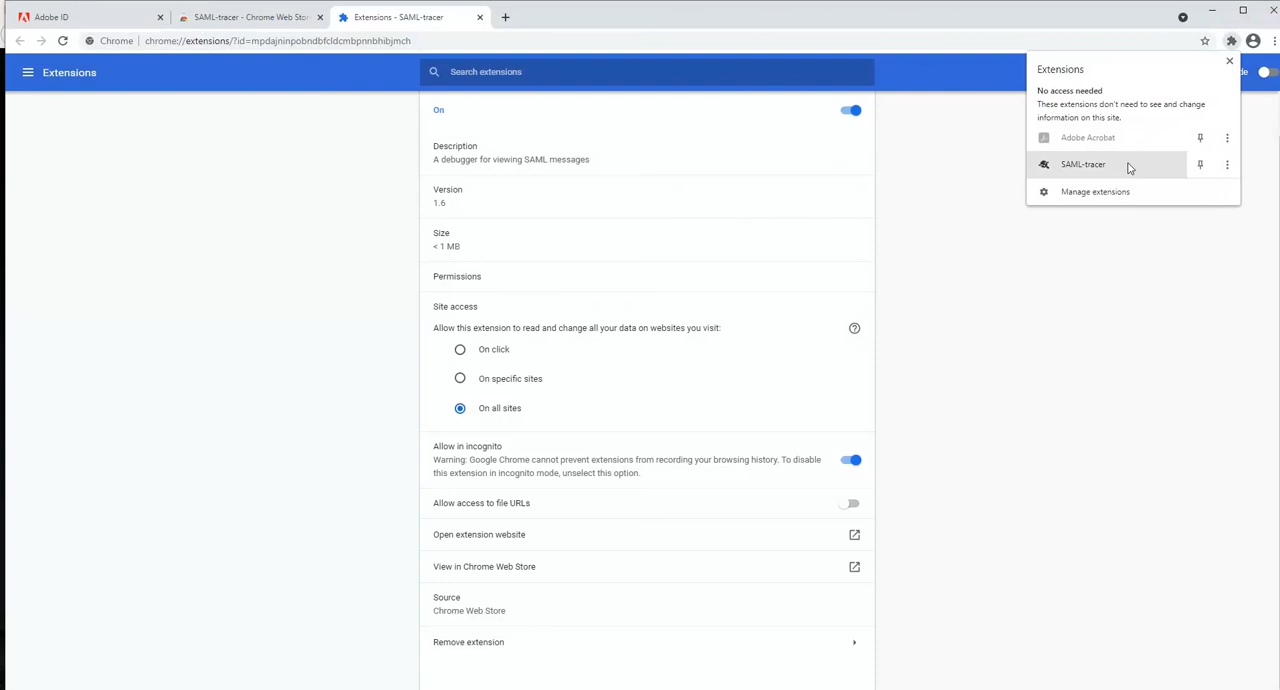 Adobe ID
SAML-tracer - Chrome Web Sto
Extensions - SAML-tracer
Chrome
chrome://extensions/?id=mpdajninpobndbfcldcmbpnnbhibjmch
Extensions
Search extensions
de
On
Description
A debugger for viewing SAML messages
Version
1.6
Size
< 1 MB
Permissions
Site access
Allow this extension to read and change all your data on websites you visit:
On click
On specific sites
On all sites
Allow in incognito
Warning: Google Chrome cannot prevent extensions from recording your browsing history. To disable
this extension in incognito mode, unselect this option.
Allow access to file URLs
Open extension website
View in Chrome Web Store
Source
Chrome Web Store
Remove extension
Extensions
No access needed
These extensions don't need to see and change
information on this site.
Adobe Acrobat
SAML-tracer
Manage extensions